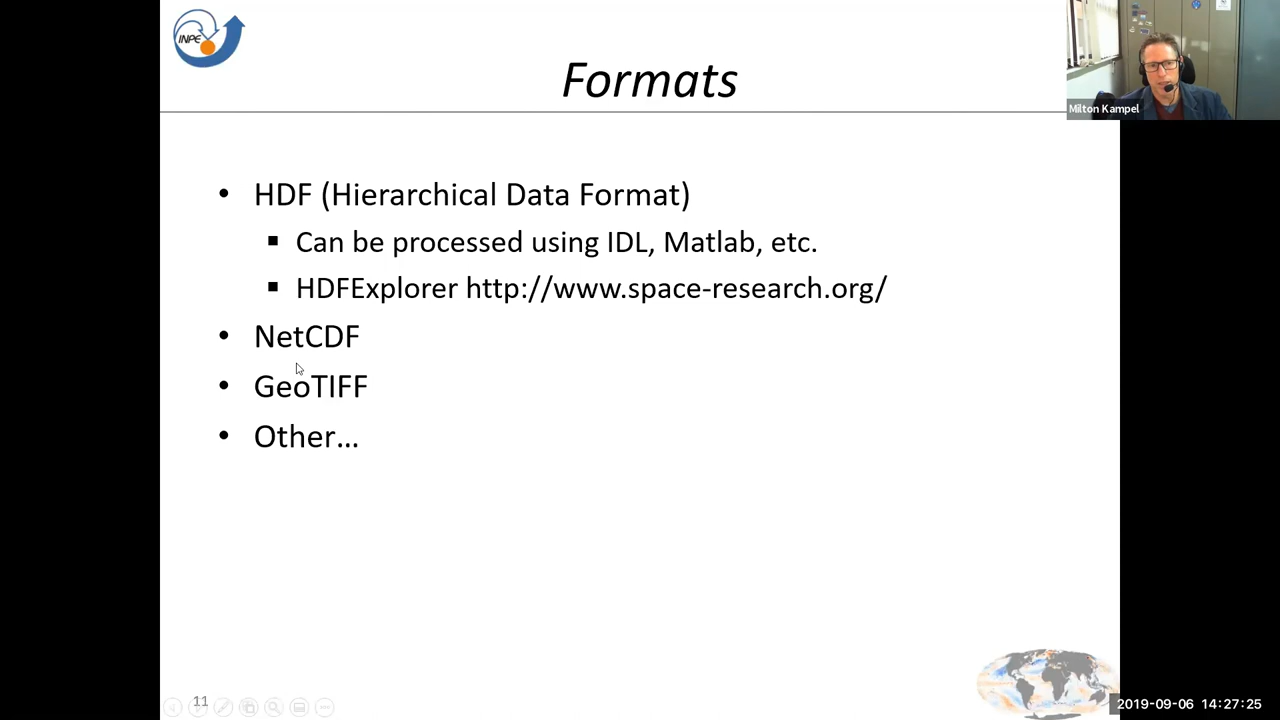 INPE
Formats
Milton Kampel
• HDF (Hierarchical Data Format)
▪ Can be processed using IDL, Matlab, etc.
▪ HDFExplorer http://www.space-research.org/
• NetCDF
• GeoTIFF
• Other...
11
2019-09-06 14:27:25